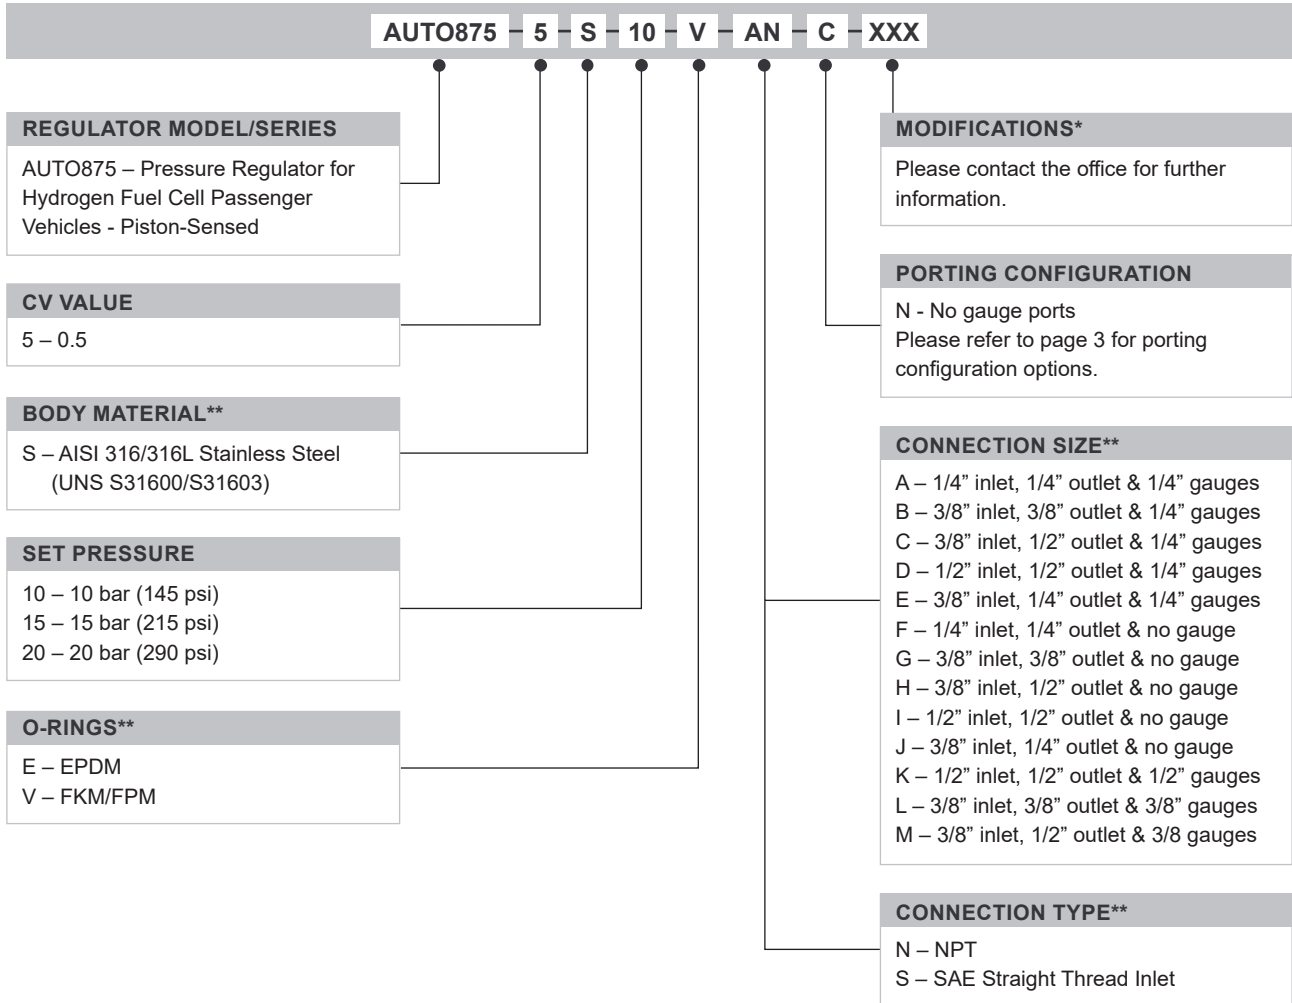 AUTO875 5 S 10 V AN C XXX
REGULATOR MODEL/SERIES
AUTO875 – Pressure Regulator for
Hydrogen Fuel Cell Passenger
Vehicles - Piston-Sensed
CV VALUE
5 – 0.5
BODY MATERIAL**
S – AISI 316/316L Stainless Steel
(UNS S31600/S31603)
SET PRESSURE
10 – 10 bar (145 psi)
15 – 15 bar (215 psi)
20 – 20 bar (290 psi)
O-RINGS**
E – EPDM
V – FKM/FPM
MODIFICATIONS*
Please contact the office for further
information.
PORTING CONFIGURATION
N - No gauge ports
Please refer to page 3 for porting
configuration options.
CONNECTION SIZE**
A – 1/4” inlet, 1/4” outlet & 1/4” gauges
B – 3/8” inlet, 3/8” outlet & 1/4” gauges
C – 3/8” inlet, 1/2” outlet & 1/4” gauges
D – 1/2” inlet, 1/2” outlet & 1/4” gauges
E – 3/8” inlet, 1/4” outlet & 1/4” gauges
F – 1/4” inlet, 1/4” outlet & no gauge
G – 3/8” inlet, 3/8” outlet & no gauge
H – 3/8” inlet, 1/2” outlet & no gauge
I – 1/2” inlet, 1/2” outlet & no gauge
J – 3/8” inlet, 1/4” outlet & no gauge
K – 1/2” inlet, 1/2” outlet & 1/2” gauges
L – 3/8” inlet, 3/8” outlet & 3/8” gauges
M – 3/8” inlet, 1/2” outlet & 3/8 gauges
CONNECTION TYPE**
N – NPT
S – SAE Straight Thread Inlet